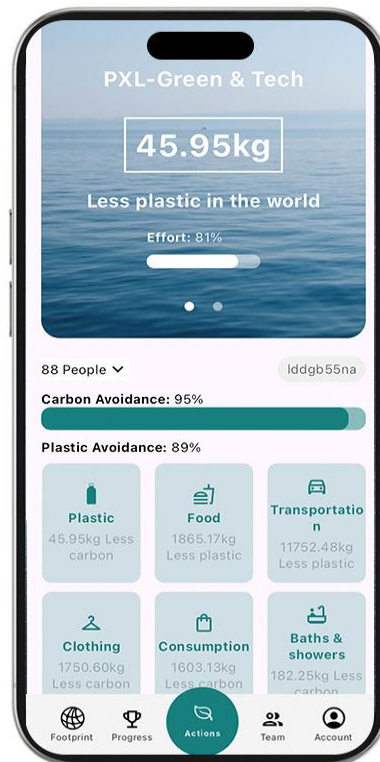 PXL-Green & Tech
45.95kg
Less plastic in the world
Effort: 81%
88 People
lddgb55na
Carbon Avoidance: 95%
Plastic Avoidance: 89%
Plastic
45.95kg Less
carbon
Food
1865.17kg
Less plastic
Transportatio
n
11752.48kg
Less plastic
Clothing
1750.60kg
Less carbon
Consumption
1603.13kg
Less carbon
Baths &
showers
182.25kg Less
carbon
Footprint
Progress
Actions
Team
Account